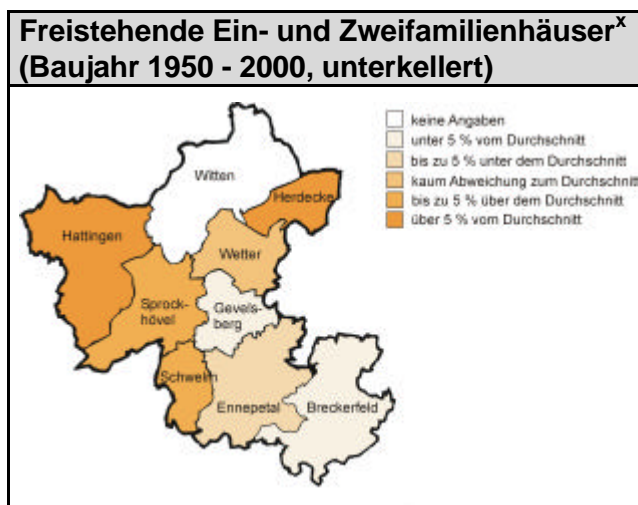 Freistehende Ein- und Zweifamilienhäuserˣ
(Baujahr 1950 - 2000, unterkellert)
keine Angaben
unter 5 % vom Durchschnitt
bis zu 5 % unter dem Durchschnitt
kaum Abweichung zum Durchschnitt
bis zu 5 % über dem Durchschnitt
über 5 % vom Durchschnitt
Witten
Herdecke
Hattingen
Wetter
Sprock-
hövel
Gevels-
berg
Schwelm
Ennepetal
Breckerfeld